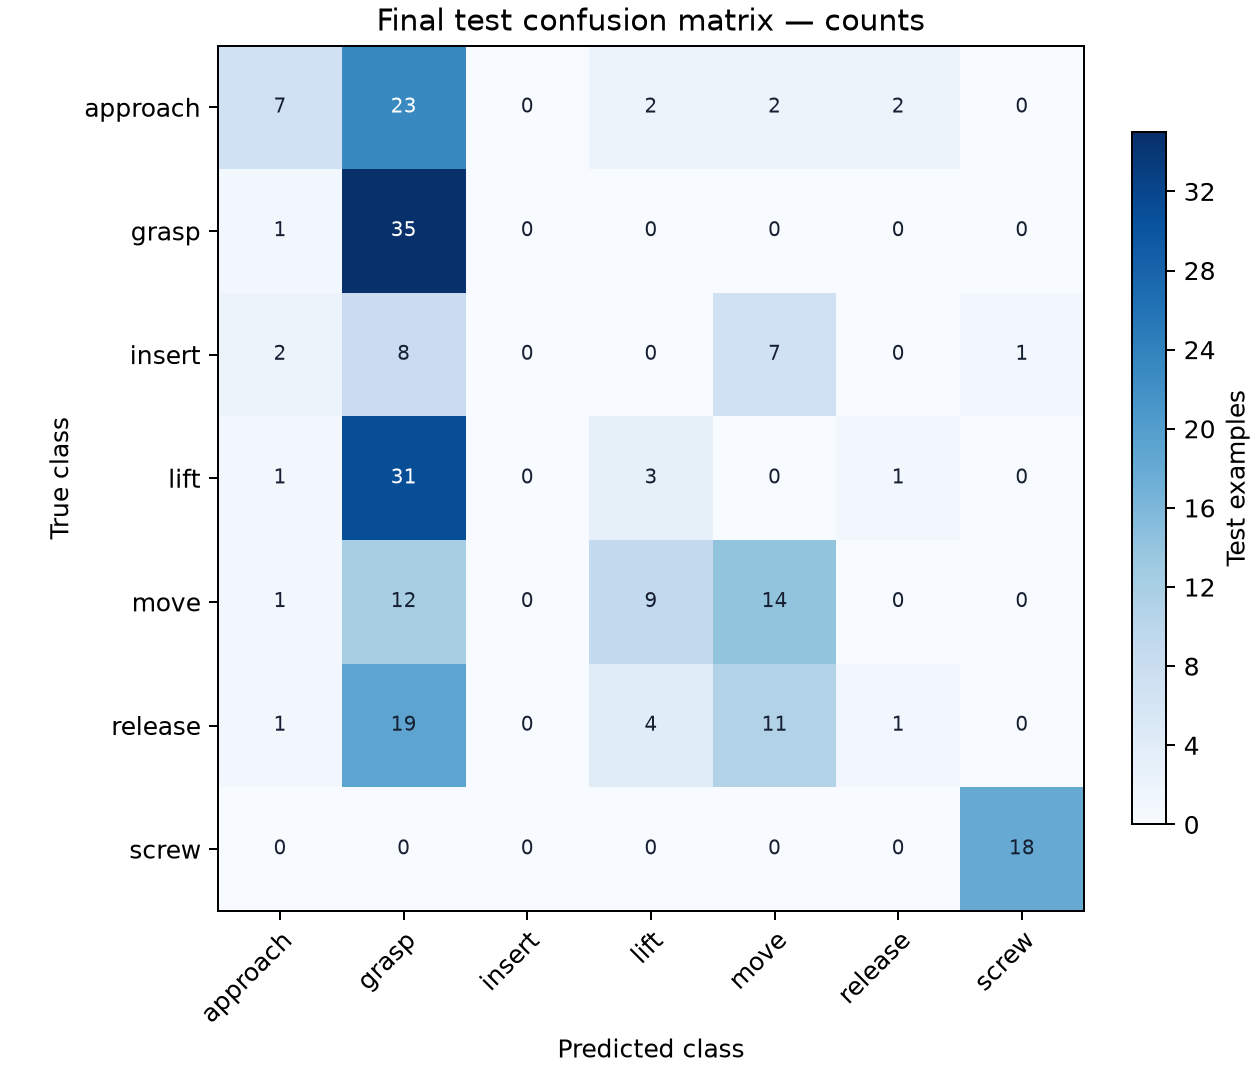 Final test confusion matrix — counts
approach 7 23 0 2 2 2 0
grasp 1 35 0 0 0 0 0
insert 2 8 0 0 7 0 1
lift 1 31 0 3 0 1 0
move 1 12 0 9 14 0 0
release 1 19 0 4 11 1 0
screw 0 0 0 0 0 0 18
True class
approach grasp insert lift move release screw
Predicted class
32
28
24
20
16
12
8
4
0
Test examples